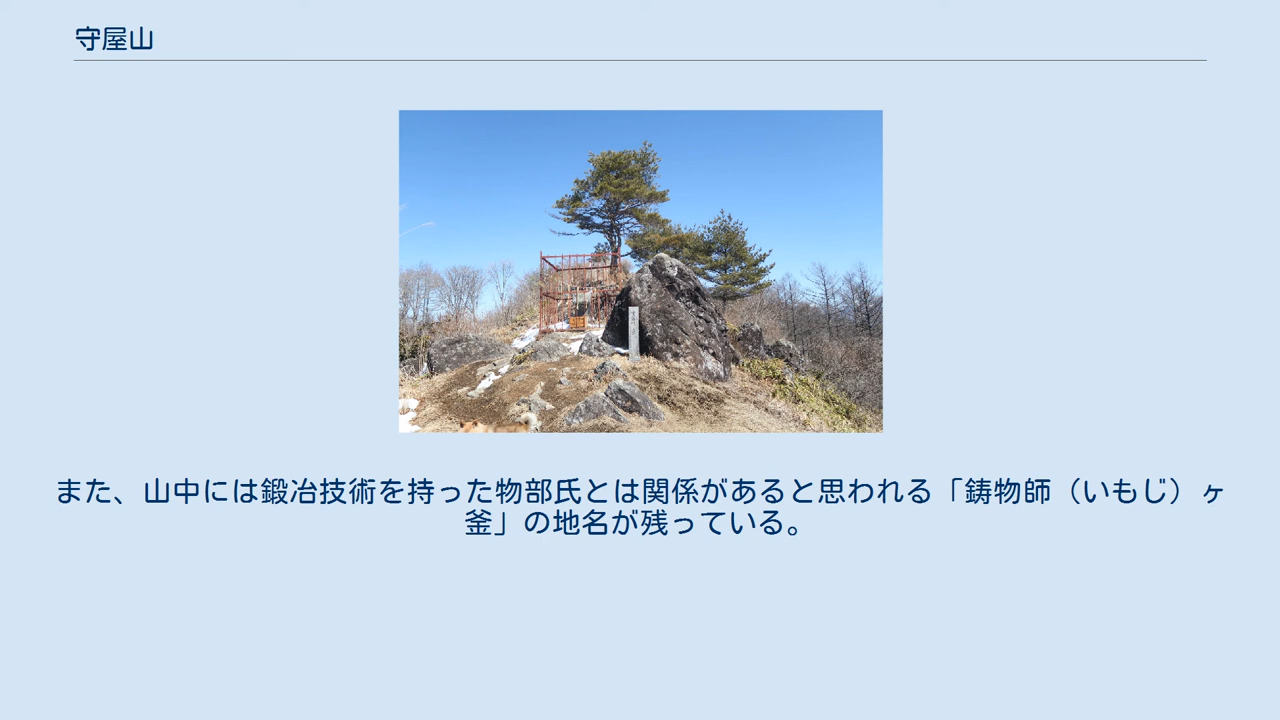 守屋山
また、山中には鍛冶技術を持った物部氏とは関係があると思われる「鋳物師（いもじ）ヶ
釜」の地名が残っている。